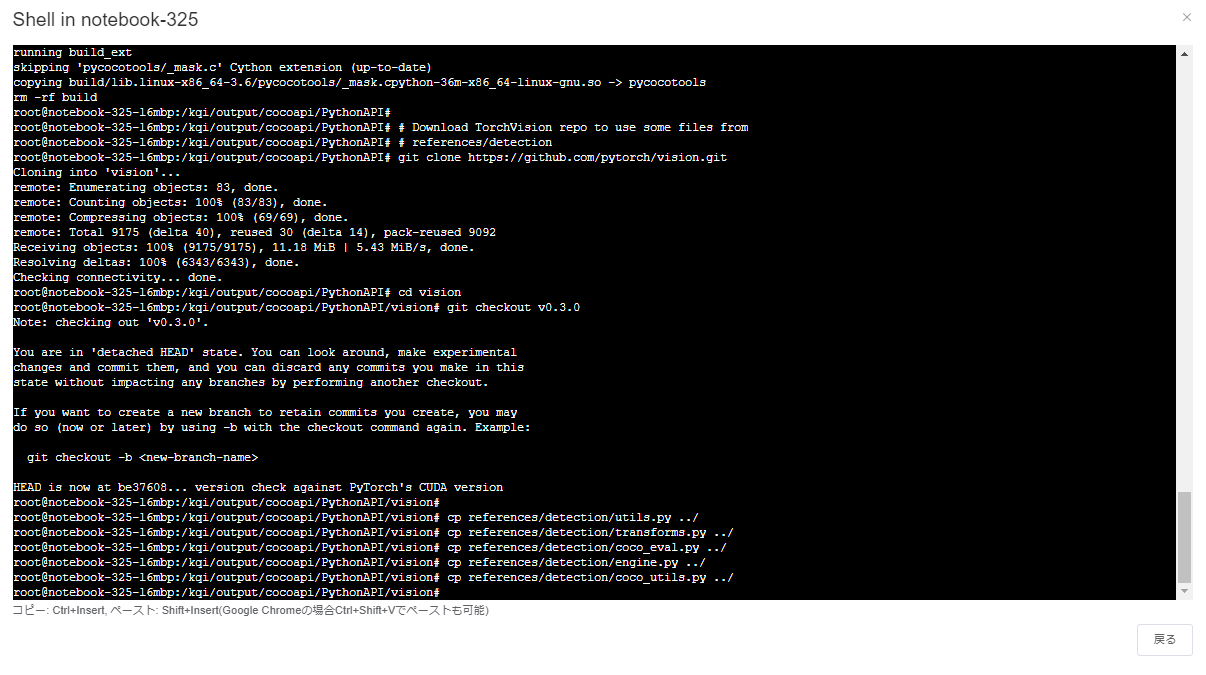 Shell in notebook-325
×
running build_ext
skipping 'pycocotools/_mask.c' Cython extension (up-to-date)
copying build/lib.linux-x86_64-3.6/pycocotools/_mask.cpython-36m-x86_64-linux-gnu.so -> pycocotools
rm -rf build
root@notebook-325-l6mbp:/kqi/output/cocoapi/PythonAPI#
root@notebook-325-l6mbp:/kqi/output/cocoapi/PythonAPI# # Download TorchVision repo to use some files from
root@notebook-325-l6mbp:/kqi/output/cocoapi/PythonAPI# # references/detection
root@notebook-325-l6mbp:/kqi/output/cocoapi/PythonAPI# git clone https://github.com/pytorch/vision.git
Cloning into 'vision'...
remote: Enumerating objects: 83, done.
remote: Counting objects: 100% (83/83), done.
remote: Compressing objects: 100% (69/69), done.
remote: Total 9175 (delta 40), reused 30 (delta 14), pack-reused 9092
Receiving objects: 100% (9175/9175), 11.18 MiB | 5.43 MiB/s, done.
Resolving deltas: 100% (6343/6343), done.
Checking connectivity... done.
root@notebook-325-l6mbp:/kqi/output/cocoapi/PythonAPI# cd vision
root@notebook-325-l6mbp:/kqi/output/cocoapi/PythonAPI/vision# git checkout v0.3.0
Note: checking out 'v0.3.0'.
You are in 'detached HEAD' state. You can look around, make experimental
changes and commit them, and you can discard any commits you make in this
state without impacting any branches by performing another checkout.
If you want to create a new branch to retain commits you create, you may
do so (now or later) by using -b with the checkout command again. Example:
git checkout -b <new-branch-name>
HEAD is now at be37608... version check against PyTorch's CUDA version
root@notebook-325-l6mbp:/kqi/output/cocoapi/PythonAPI/vision#
root@notebook-325-l6mbp:/kqi/output/cocoapi/PythonAPI/vision# cp references/detection/utils.py ../
root@notebook-325-l6mbp:/kqi/output/cocoapi/PythonAPI/vision# cp references/detection/transforms.py ../
root@notebook-325-l6mbp:/kqi/output/cocoapi/PythonAPI/vision# cp references/detection/coco_eval.py ../
root@notebook-325-l6mbp:/kqi/output/cocoapi/PythonAPI/vision# cp references/detection/engine.py ../
root@notebook-325-l6mbp:/kqi/output/cocoapi/PythonAPI/vision# cp references/detection/coco_utils.py ../
root@notebook-325-l6mbp:/kqi/output/cocoapi/PythonAPI/vision#
コピー: Ctrl+Insert, ペースト: Shift+Insert(Google Chromeの場合Ctrl+Shift+Vでペーストも可能)
戻る